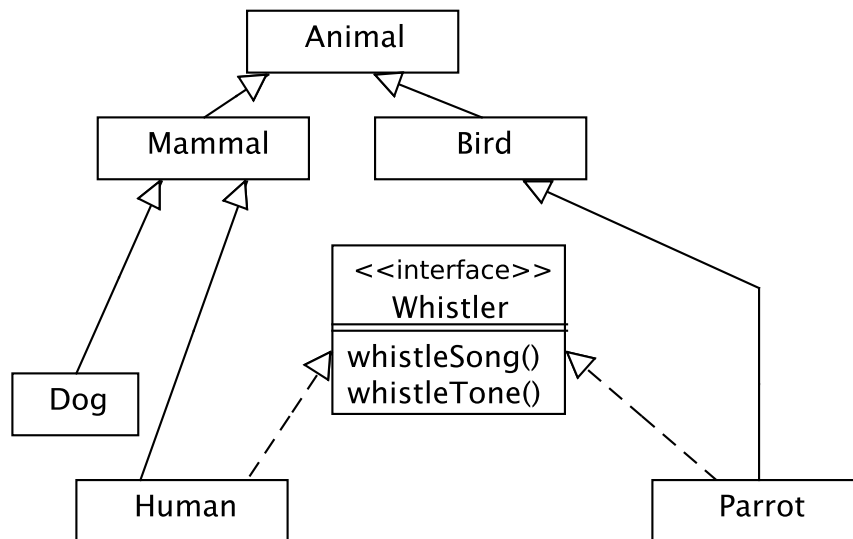 Animal
Mammal
Bird
<<interface>>
Whistler
whistleSong()
whistleTone()
Dog
Human
Parrot